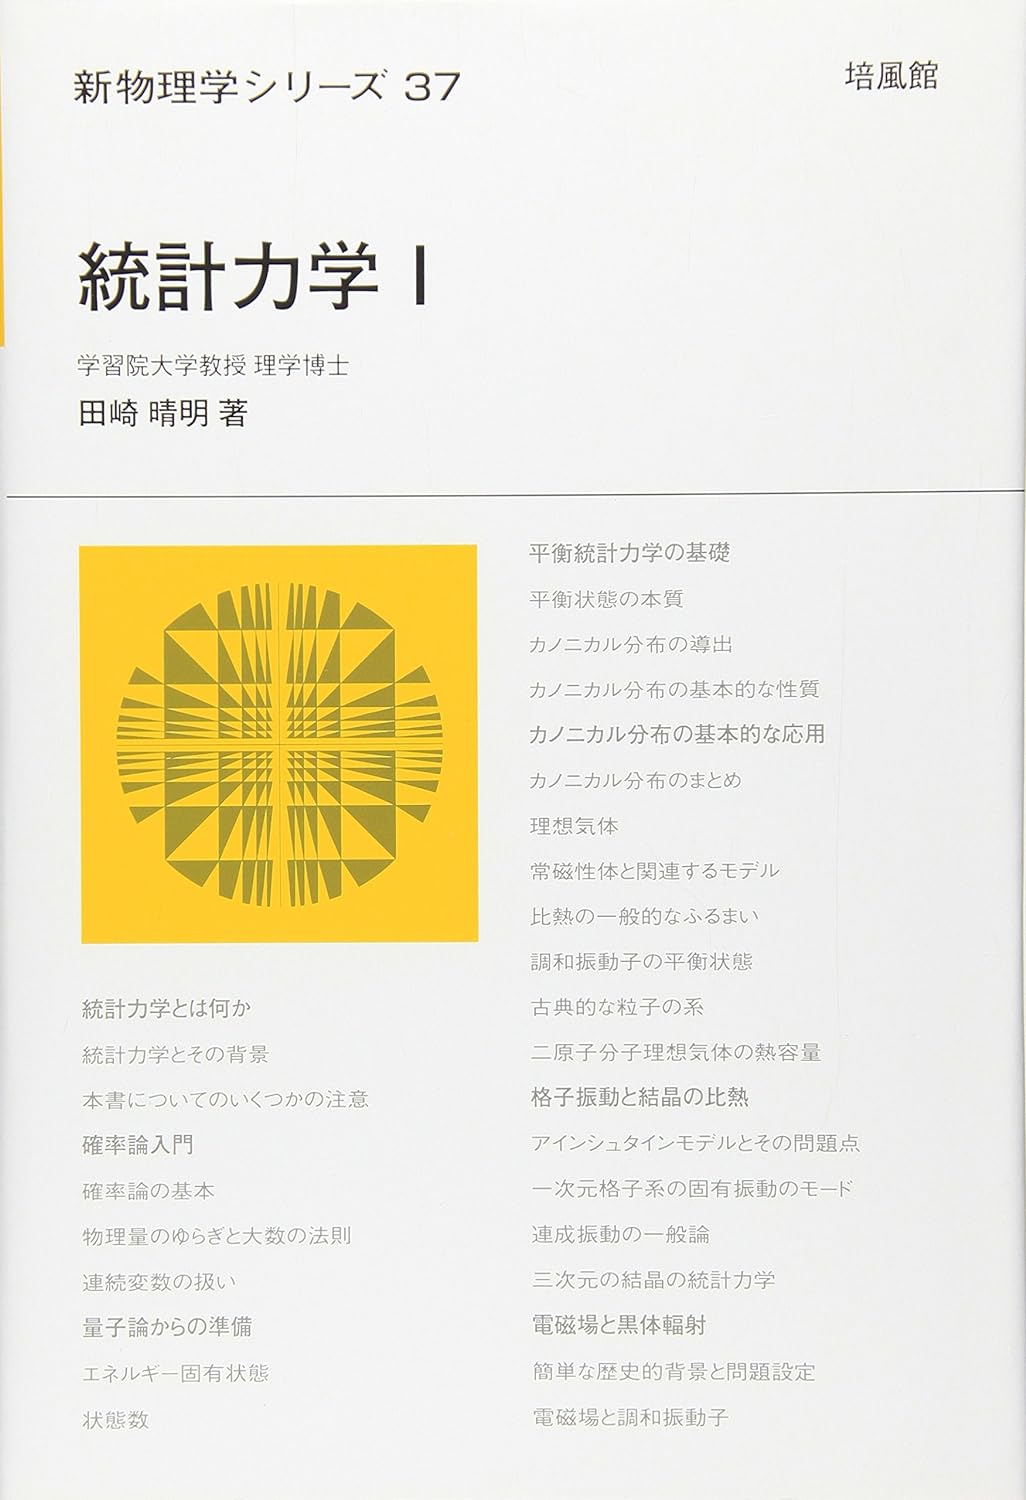 新物理学シリーズ 37
培風館
統計力学 I
学習院大学教授 理学博士
田崎 晴明 著
統計力学とは何か
統計力学とその背景
本書についてのいくつかの注意
確率論入門
確率論の基本
物理量のゆらぎと大数の法則
連続変数の扱い
量子論からの準備
エネルギー固有状態
状態数
平衡統計力学の基礎
平衡状態の本質
カノニカル分布の導出
カノニカル分布の基本的な性質
カノニカル分布の基本的な応用
カノニカル分布のまとめ
理想気体
常磁性体と関連するモデル
比熱の一般的なふるまい
調和振動子の平衡状態
古典的な粒子の系
二原子分子理想気体の熱容量
格子振動と結晶の比熱
アインシュタインモデルとその問題点
一次元格子系の固有振動のモード
連成振動の一般論
三次元の結晶の統計力学
電磁場と黒体輻射
簡単な歴史的背景と問題設定
電磁場と調和振動子